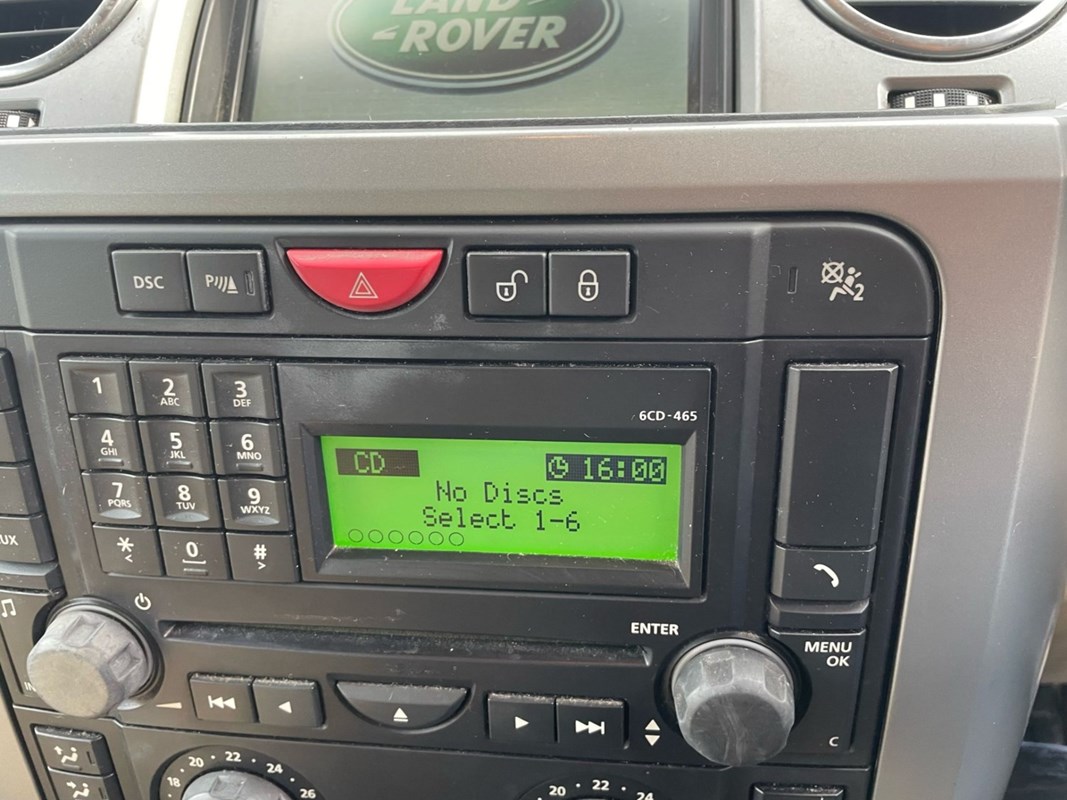 LAND
ROVER
DSC
P
2
6CD-465
1
2
ABC
3
DEF
4
GHI
5
JKL
6
MNO
7
PQRS
8
TUV
9
WXYZ
*
<
0
#
>
CD
16:00
No Discs
Select 1-6
UX
ENTER
MENU
OK
IN
C
18 20 22 24 26
20 22 24